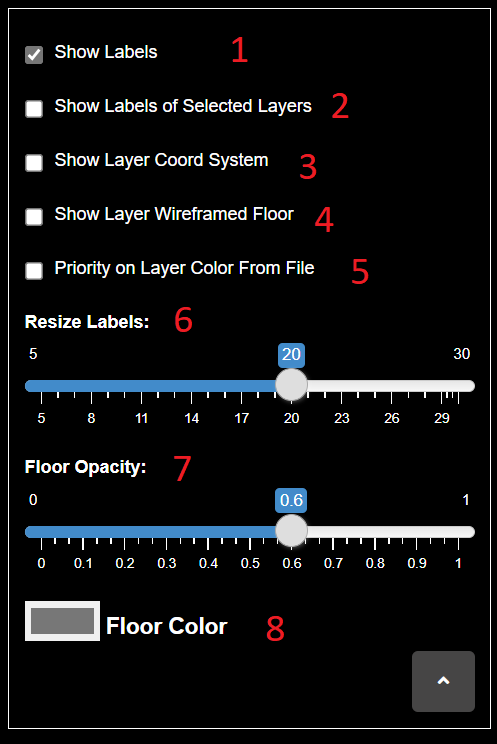 Show Labels 1
Show Labels of Selected Layers 2
Show Layer Coord System 3
Show Layer Wireframed Floor 4
Priority on Layer Color From File 5
Resize Labels: 6
5 20 30
5 8 11 14 17 20 23 26 29
Floor Opacity: 7
0 0.6 1
0 0.1 0.2 0.3 0.4 0.5 0.6 0.7 0.8 0.9 1
Floor Color 8